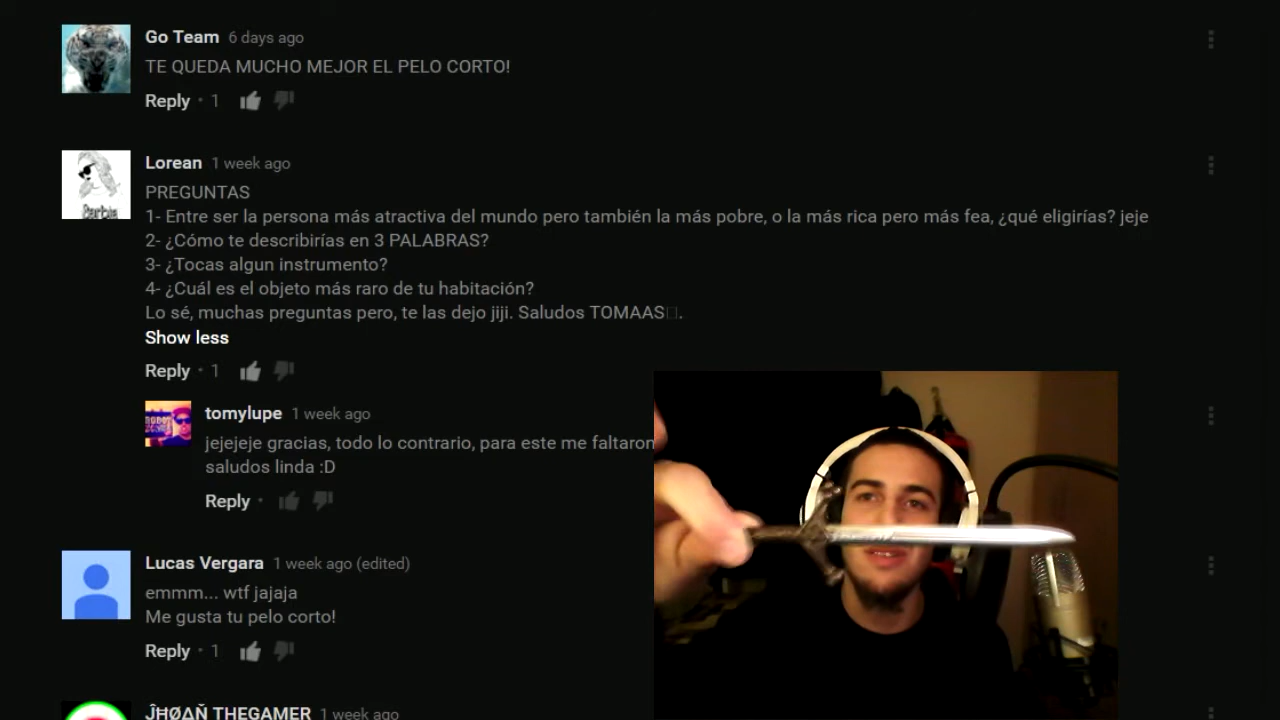 Go Team 6 days ago
TE QUEDA MUCHO MEJOR EL PELO CORTO!
Reply · 1
Lorean 1 week ago
PREGUNTAS
1- Entre ser la persona más atractiva del mundo pero también la más pobre, o la más rica pero más fea, ¿qué eligirías? jeje
2- ¿Cómo te describirías en 3 PALABRAS?
3- ¿Tocas algun instrumento?
4- ¿Cuál es el objeto más raro de tu habitación?
Lo sé, muchas preguntas pero, te las dejo jiji. Saludos TOMAAS.
Show less
Reply · 1
tomylupe 1 week ago
jejejeje gracias, todo lo contrario, para este me faltaron
saludos linda :D
Reply ·
Lucas Vergara 1 week ago (edited)
emmm... wtf jajaja
Me gusta tu pelo corto!
Reply · 1
THEGAMER 1 week ago